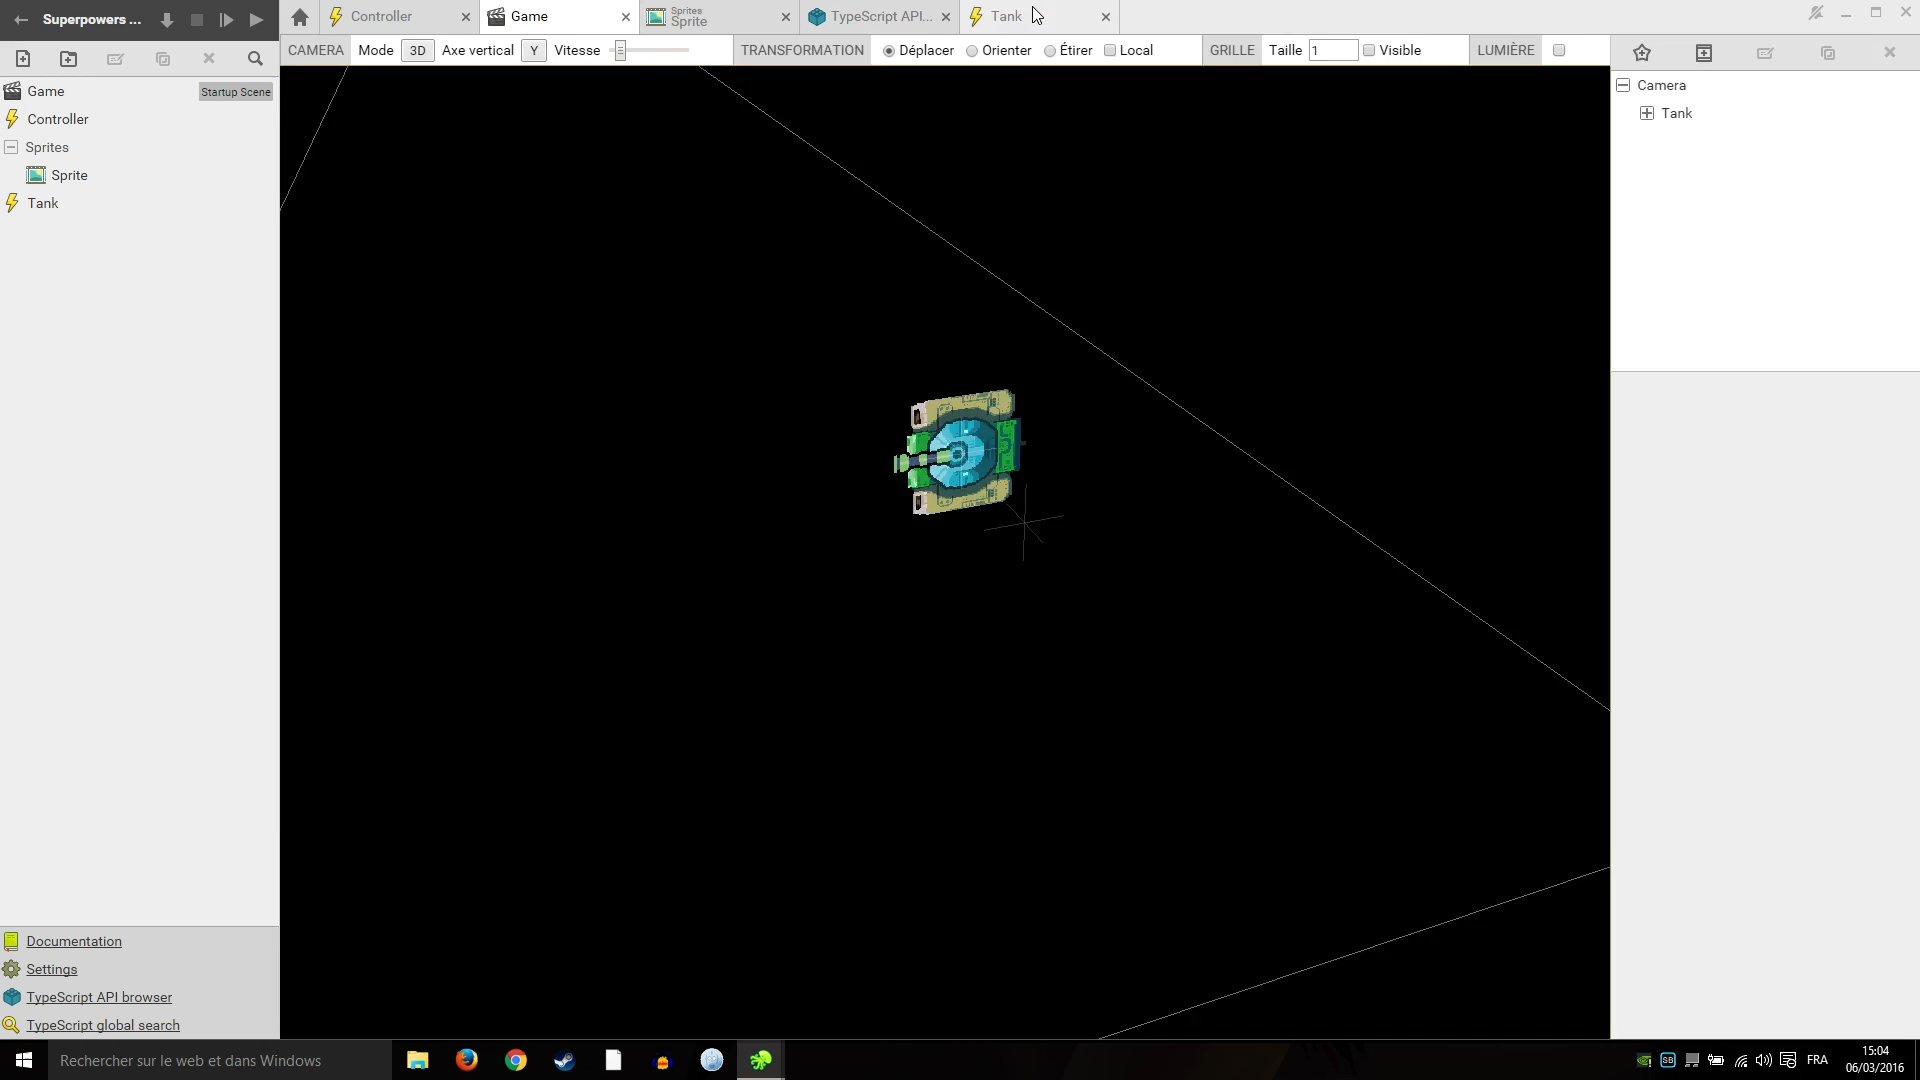 Superpowers ...
Controller
Game
Sprites
Sprite
TypeScript API...
Tank
CAMERA Mode 3D Axe vertical Y Vitesse TRANSFORMATION Déplacer Orienter Étirer Local GRILLE Taille 1 Visible LUMIÈRE
Game Startup Scene
Controller
Sprites
Sprite
Tank
Camera
Tank
Documentation
Settings
TypeScript API browser
TypeScript global search
Rechercher sur le web et dans Windows
SB
FRA
15:04
06/03/2016